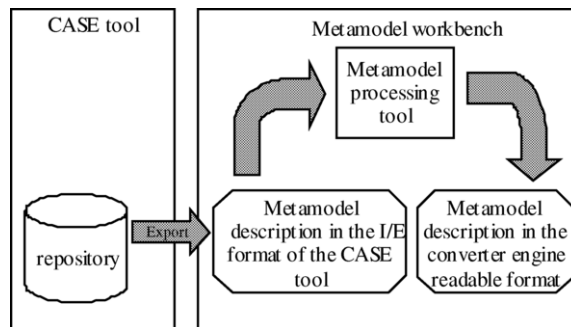 CASE tool
Metamodel workbench
Metamodel
processing
tool
repository
Export
Metamodel
description in the I/E
format of the CASE
tool
Metamodel
description in the
converter engine
readable format